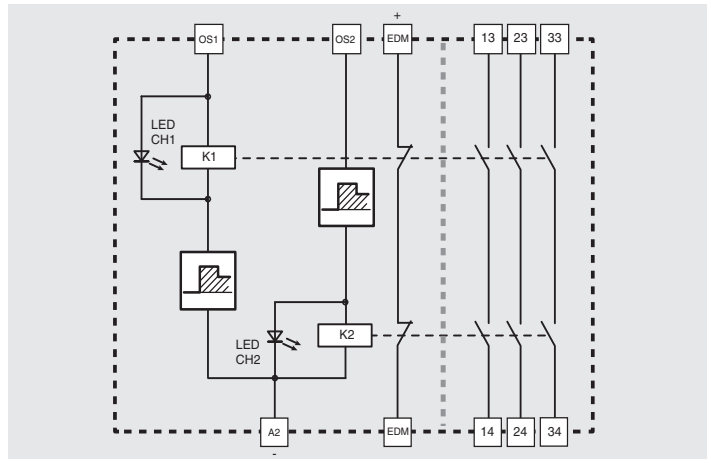 +
OS1 OS2 EDM 13 23 33
LED
CH1
K1
K2
LED
CH2
A2 EDM 14 24 34
-